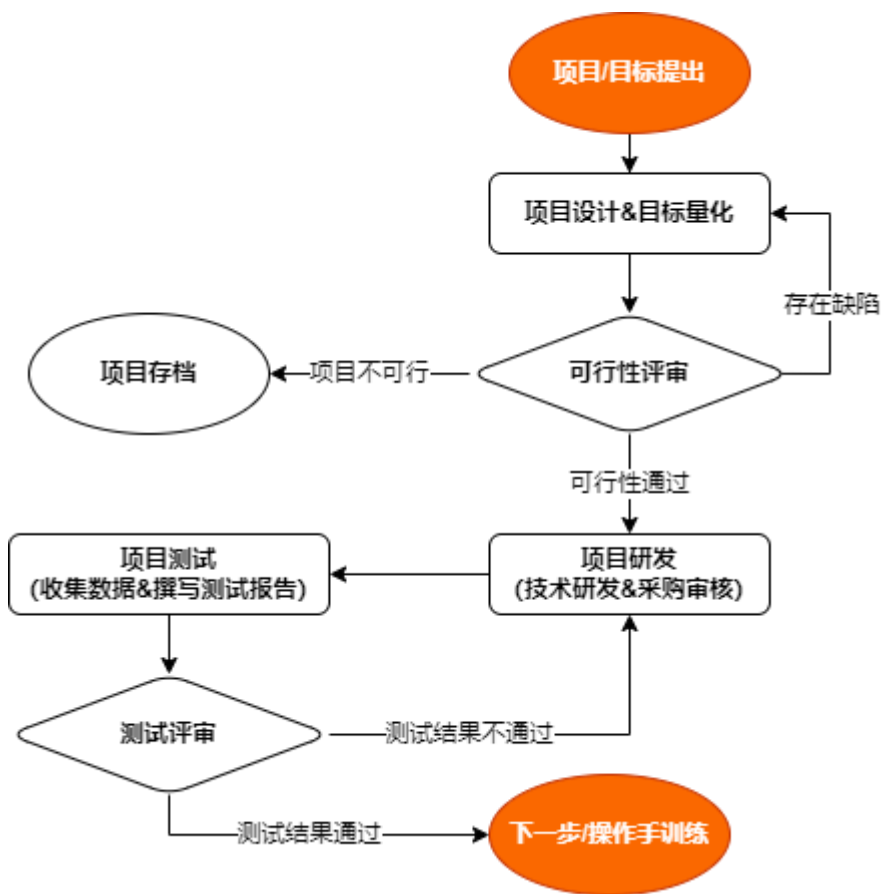 项目/目标提出
项目设计&目标量化
存在缺陷
可行性评审
项目不可行
项目存档
可行性通过
项目研发
(技术研发&采购审核)
项目测试
(收集数据&撰写测试报告)
测试评审
测试结果不通过
测试结果通过
下一步/操作手训练